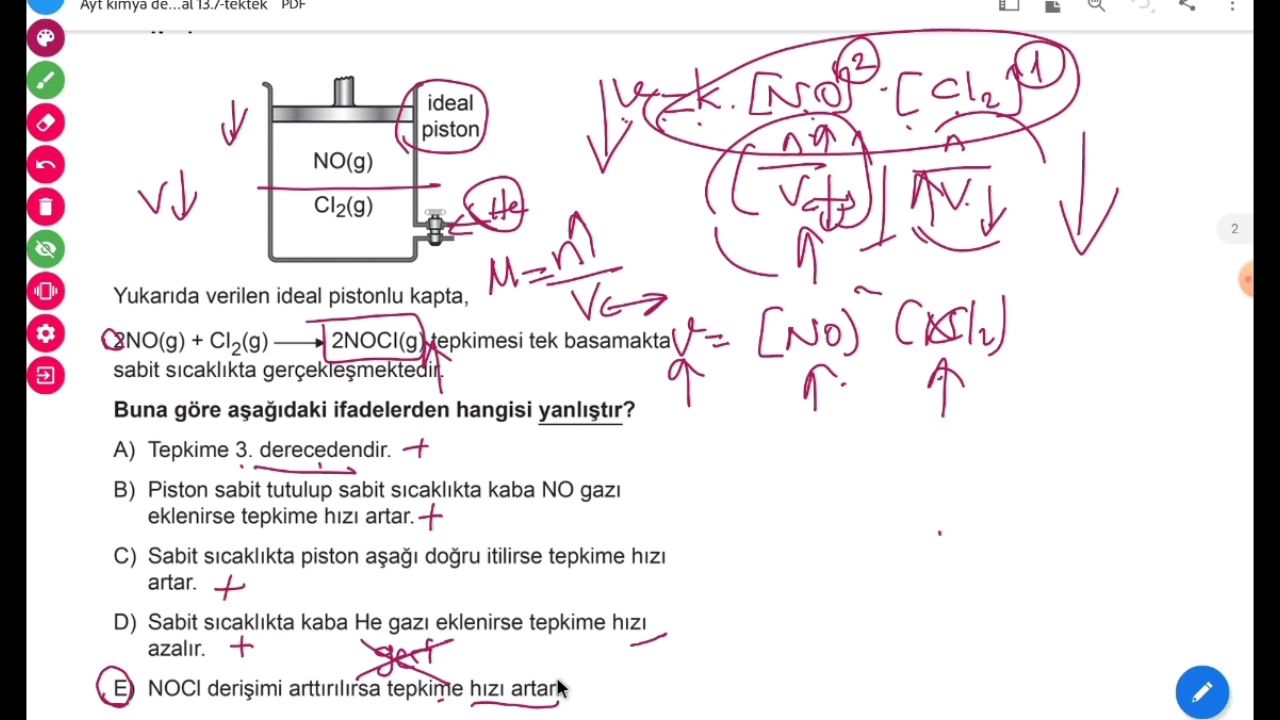 Ayt kimya de...al 13.7-tektek PDF
ideal
piston
NO(g)
Cl₂(g)
V↓
He
v = k . [NO]² . [Cl₂]¹
n
V
n
V
M = n
V
2
Yukarıda verilen ideal pistonlu kapta,
2NO(g) + Cl₂(g) ⟶ 2NOCl(g) tepkimesi tek basamakta
sabit sıcaklıkta gerçekleşmektedir.
v = [NO] (Cl₂)
Buna göre aşağıdaki ifadelerden hangisi yanlıştır?
A) Tepkime 3. derecedendir. +
B) Piston sabit tutulup sabit sıcaklıkta kaba NO gazı
eklenirse tepkime hızı artar. +
C) Sabit sıcaklıkta piston aşağı doğru itilirse tepkime hızı
artar. +
D) Sabit sıcaklıkta kaba He gazı eklenirse tepkime hızı
azalır. +
E) NOCl derişimi arttırılırsa tepkime hızı artar